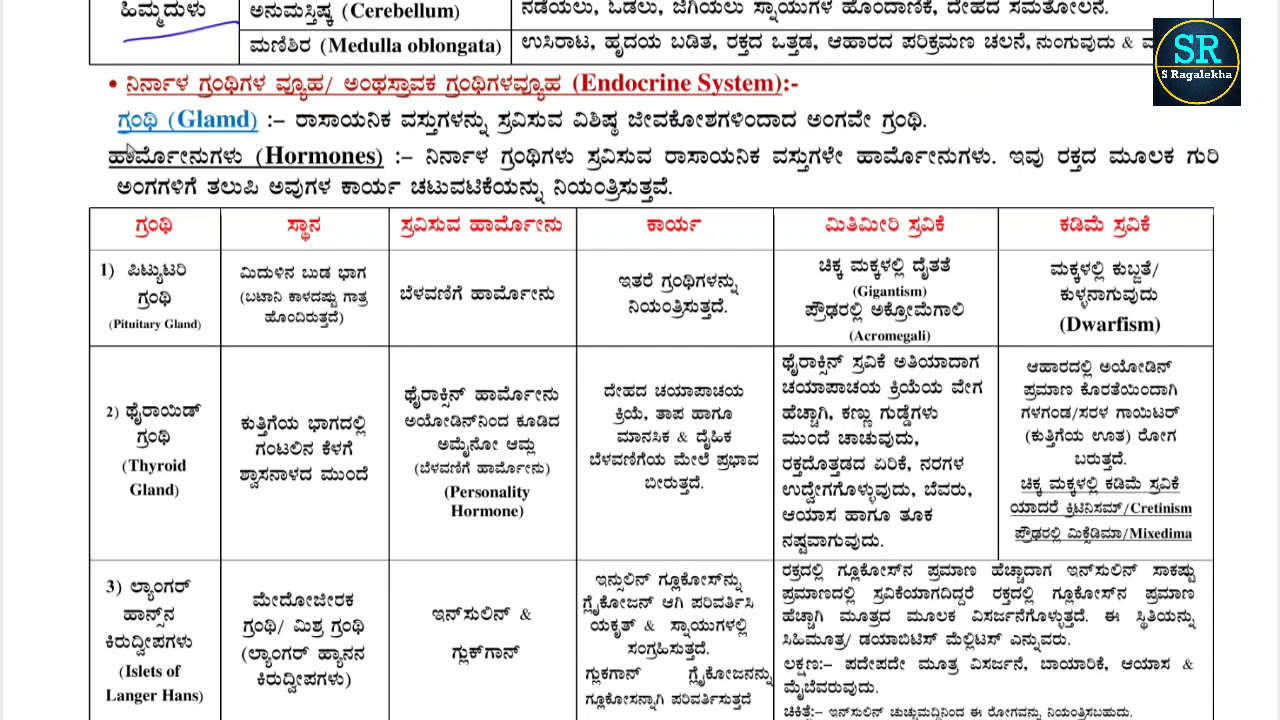 ಹಿಮ್ಮೆದುಳು
ಅನುಮಸ್ತಿಷ್ಕ (Cerebellum)
ನಡೆಯಲು, ಓಡಲು, ಜಿಗಿಯಲು ಸ್ನಾಯುಗಳ ಹೊಂದಾಣಿಕೆ, ದೇಹದ ಸಮತೋಲನೆ.
ಮಣಿಶಿರ (Medulla oblongata)
ಉಸಿರಾಟ, ಹೃದಯ ಬಡಿತ, ರಕ್ತದ ಒತ್ತಡ, ಆಹಾರದ ಪರಿಕ್ರಮಣ ಚಲನೆ, ನುಂಗುವುದು &
SR
S Ragalekha
• ನಿರ್ನಾಳ ಗ್ರಂಥಿಗಳ ವ್ಯೂಹ/ ಅಂಥಸ್ರಾವಕ ಗ್ರಂಥಿಗಳವ್ಯೂಹ (Endocrine System):-
ಗ್ರಂಥಿ (Glamd) :- ರಾಸಾಯನಿಕ ವಸ್ತುಗಳನ್ನು ಸ್ರವಿಸುವ ವಿಶಿಷ್ಠ ಜೀವಕೋಶಗಳಿಂದಾದ ಅಂಗವೇ ಗ್ರಂಥಿ.
ಹಾರ್ಮೋನುಗಳು (Hormones) :- ನಿರ್ನಾಳ ಗ್ರಂಥಿಗಳು ಸ್ರವಿಸುವ ರಾಸಾಯನಿಕ ವಸ್ತುಗಳೇ ಹಾರ್ಮೋನುಗಳು. ಇವು ರಕ್ತದ ಮೂಲಕ ಗುರಿ
ಅಂಗಗಳಿಗೆ ತಲುಪಿ ಅವುಗಳ ಕಾರ್ಯ ಚಟುವಟಿಕೆಯನ್ನು ನಿಯಂತ್ರಿಸುತ್ತವೆ.
ಗ್ರಂಥಿ
ಸ್ಥಾನ
ಸ್ರವಿಸುವ ಹಾರ್ಮೋನು
ಕಾರ್ಯ
ಮಿತಿಮೀರಿ ಸ್ರವಿಕೆ
ಕಡಿಮೆ ಸ್ರವಿಕೆ
1) ಪಿಟ್ಯುಟರಿ
ಗ್ರಂಥಿ
(Pituitary Gland)
ಮಿದುಳಿನ ಬುಡ ಭಾಗ
(ಬಟಾನಿ ಕಾಳದಷ್ಟು ಗಾತ್ರ
ಹೊಂದಿರುತ್ತದೆ)
ಬೆಳವಣಿಗೆ ಹಾರ್ಮೋನು
ಇತರೆ ಗ್ರಂಥಿಗಳನ್ನು
ನಿಯಂತ್ರಿಸುತ್ತದೆ.
ಚಿಕ್ಕ ಮಕ್ಕಳಲ್ಲಿ ದೈತತೆ
(Gigantism)
ಪ್ರೌಢರಲ್ಲಿ ಅಕ್ರೋಮೆಗಾಲಿ
(Acromegali)
ಮಕ್ಕಳಲ್ಲಿ ಕುಬ್ಜತೆ/
ಕುಳ್ಳನಾಗುವುದು
(Dwarfism)
2) ಥೈರಾಯಿಡ್
ಗ್ರಂಥಿ
(Thyroid
Gland)
ಕುತ್ತಿಗೆಯ ಭಾಗದಲ್ಲಿ
ಗಂಟಲಿನ ಕೆಳಗೆ
ಶ್ವಾಸನಾಳದ ಮುಂದೆ
ಥೈರಾಕ್ಸಿನ್ ಹಾರ್ಮೋನು
ಅಯೋಡಿನ್‌ನಿಂದ ಕೂಡಿದ
ಅಮೈನೋ ಆಮ್ಲ
(ಬೆಳವಣಿಗೆ ಹಾರ್ಮೋನು)
(Personality
Hormone)
ದೇಹದ ಚಯಾಪಾಚಯ
ಕ್ರಿಯೆ, ತಾಪ ಹಾಗೂ
ಮಾನಸಿಕ & ದೈಹಿಕ
ಬೆಳವಣಿಗೆಯ ಮೇಲೆ ಪ್ರಭಾವ
ಬೀರುತ್ತದೆ.
ಥೈರಾಕ್ಸಿನ್ ಸ್ರವಿಕೆ ಅತಿಯಾದಾಗ
ಚಯಾಪಾಚಯ ಕ್ರಿಯೆಯ ವೇಗ
ಹೆಚ್ಚಾಗಿ, ಕಣ್ಣು ಗುಡ್ಡೆಗಳು
ಮುಂದೆ ಚಾಚುವುದು,
ರಕ್ತದೊತ್ತಡದ ಏರಿಕೆ, ನರಗಳ
ಉದ್ವೇಗಗೊಳ್ಳುವುದು, ಬೆವರು,
ಆಯಾಸ ಹಾಗೂ ತೂಕ
ನಷ್ಟವಾಗುವುದು.
ಆಹಾರದಲ್ಲಿ ಅಯೋಡಿನ್
ಪ್ರಮಾಣ ಕೊರತೆಯಿಂದಾಗಿ
ಗಳಗಂಡ/ಸರಳ ಗಾಯಿಟರ್
(ಕುತ್ತಿಗೆಯ ಊತ) ರೋಗ
ಬರುತ್ತದೆ.
ಚಿಕ್ಕ ಮಕ್ಕಳಲ್ಲಿ ಕಡಿಮೆ ಸ್ರವಿಕೆ
ಯಾದರೆ ಕ್ರಿಟಿನಿಸಮ್/Cretinism
ಪ್ರೌಢರಲ್ಲಿ ಮಿಕ್ಸೆಡಿಮಾ/Mixedima
3) ಲ್ಯಾಂಗರ್
ಹಾನ್ಸ್‌ನ
ಕಿರುದ್ವೀಪಗಳು
(Islets of
Langer Hans)
ಮೇದೋಜೀರಕ
ಗ್ರಂಥಿ/ ಮಿಶ್ರ ಗ್ರಂಥಿ
(ಲ್ಯಾಂಗರ್ ಹ್ಯಾನನ
ಕಿರುದ್ವೀಪಗಳು)
ಇನ್‌ಸುಲಿನ್ &
ಗ್ಲುಕ್‌ಗಾನ್
ಇನ್ಸುಲಿನ್ ಗ್ಲೂಕೋಸ್‌ನ್ನು
ಗ್ಲೈಕೋಜನ್ ಆಗಿ ಪರಿವರ್ತಿಸಿ
ಯಕೃತ್ & ಸ್ನಾಯುಗಳಲ್ಲಿ
ಸಂಗ್ರಹಿಸುತ್ತದೆ.
ಗ್ಲುಕಗಾನ್ ಗ್ಲೈಕೋಜನನ್ನು
ಗ್ಲೂಕೋಸನ್ನಾಗಿ ಪರಿವರ್ತಿಸುತ್ತದೆ
ರಕ್ತದಲ್ಲಿ ಗ್ಲೂಕೋಸ್‌ನ ಪ್ರಮಾಣ ಹೆಚ್ಚಾದಾಗ ಇನ್‌ಸುಲಿನ್ ಸಾಕಷ್ಟು
ಪ್ರಮಾಣದಲ್ಲಿ ಸ್ರವಿಕೆಯಾಗದಿದ್ದರೆ ರಕ್ತದಲ್ಲಿ ಗ್ಲೂಕೋಸ್‌ನ ಪ್ರಮಾಣ
ಹೆಚ್ಚಾಗಿ ಮೂತ್ರದ ಮೂಲಕ ವಿಸರ್ಜನೆಗೊಳ್ಳುತ್ತದೆ. ಈ ಸ್ಥಿತಿಯನ್ನು
ಸಿಹಿಮೂತ್ರ/ ಡಯಾಬಿಟಿಸ್ ಮೆಲ್ಲಿಟಸ್ ಎನ್ನುವರು.
ಲಕ್ಷಣ:- ಪದೇಪದೇ ಮೂತ್ರ ವಿಸರ್ಜನೆ, ಬಾಯಾರಿಕೆ, ಆಯಾಸ &
ಮೈಬೆವರುವುದು.
ಚಿಕಿತ್ಸೆ:- ಇನ್‌ಸುಲಿನ್ ಚುಚ್ಚುಮದ್ದಿನಿಂದ ಈ ರೋಗವನ್ನು ನಿಯಂತ್ರಿಸಬಹುದು.